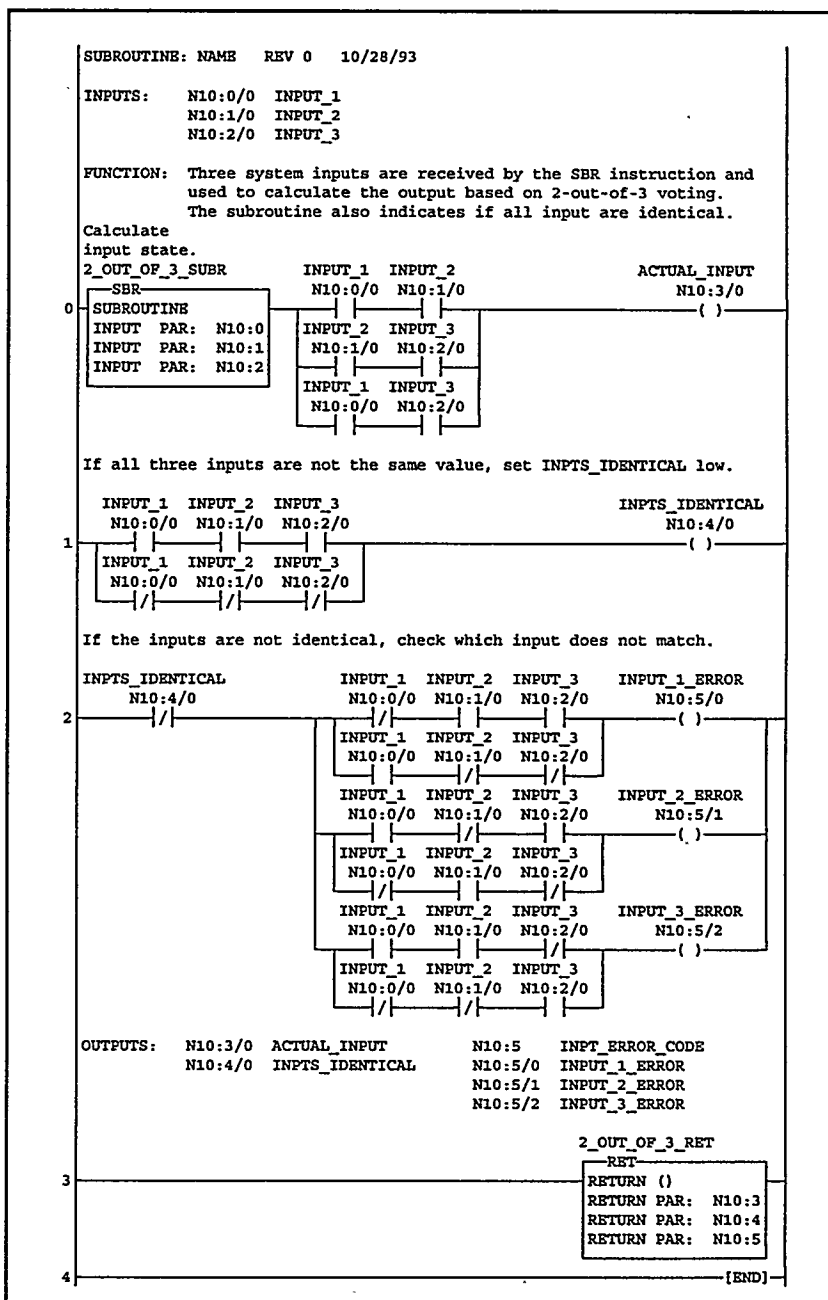 SUBROUTINE: NAME REV 0 10/28/93
INPUTS: N10:0/0 INPUT_1
N10:1/0 INPUT_2
N10:2/0 INPUT_3
FUNCTION: Three system inputs are received by the SBR instruction and
used to calculate the output based on 2-out-of-3 voting.
The subroutine also indicates if all input are identical.
Calculate
input state.
2_OUT_OF_3_SUBR INPUT_1 INPUT_2 ACTUAL_INPUT
SBR N10:0/0 N10:1/0 N10:3/0
0 SUBROUTINE ( )
INPUT PAR: N10:0 INPUT_2 INPUT_3
INPUT PAR: N10:1 N10:1/0 N10:2/0
INPUT PAR: N10:2
INPUT_1 INPUT_3
N10:0/0 N10:2/0
If all three inputs are not the same value, set INPTS_IDENTICAL low.
INPUT_1 INPUT_2 INPUT_3 INPTS_IDENTICAL
N10:0/0 N10:1/0 N10:2/0 N10:4/0
1 ( )
INPUT_1 INPUT_2 INPUT_3
N10:0/0 N10:1/0 N10:2/0
/ / /
If the inputs are not identical, check which input does not match.
INPTS_IDENTICAL INPUT_1 INPUT_2 INPUT_3 INPUT_1_ERROR
N10:4/0 N10:0/0 N10:1/0 N10:2/0 N10:5/0
2 / / ( )
INPUT_1 INPUT_2 INPUT_3
N10:0/0 N10:1/0 N10:2/0
/ /
INPUT_1 INPUT_2 INPUT_3 INPUT_2_ERROR
N10:0/0 N10:1/0 N10:2/0 N10:5/1
/ ( )
INPUT_1 INPUT_2 INPUT_3
N10:0/0 N10:1/0 N10:2/0
/ /
INPUT_1 INPUT_2 INPUT_3 INPUT_3_ERROR
N10:0/0 N10:1/0 N10:2/0 N10:5/2
/ ( )
INPUT_1 INPUT_2 INPUT_3
N10:0/0 N10:1/0 N10:2/0
/ /
OUTPUTS: N10:3/0 ACTUAL_INPUT N10:5 INPT_ERROR_CODE
N10:4/0 INPTS_IDENTICAL N10:5/0 INPUT_1_ERROR
N10:5/1 INPUT_2_ERROR
N10:5/2 INPUT_3_ERROR
2_OUT_OF_3_RET
RET
3 RETURN ()
RETURN PAR: N10:3
RETURN PAR: N10:4
RETURN PAR: N10:5
4 [END]